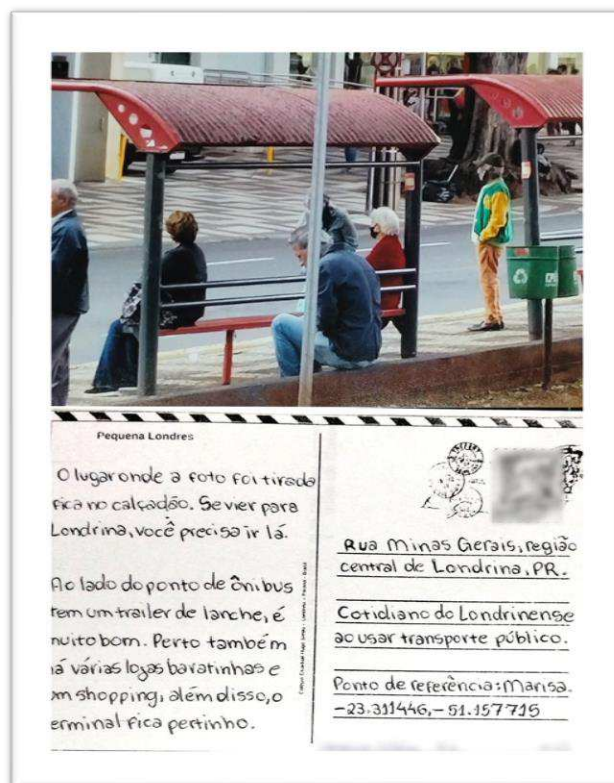 Pequena Londres
O lugar onde a foto foi tirada
fica no calçadão. Se vier para
Londrina, você precisa ir lá.
Ao lado do ponto de ônibus
tem um trailer de lanche, é
muito bom. Perto também
há várias lojas baratinhas e
um shopping, além disso, o
terminal fica pertinho.
Rua Minas Gerais, região
central de Londrina, PR.
Cotidiano do Londrinense
ao usar transporte público.
Ponto de referência: Marisa.
-23.311446, -51.157715